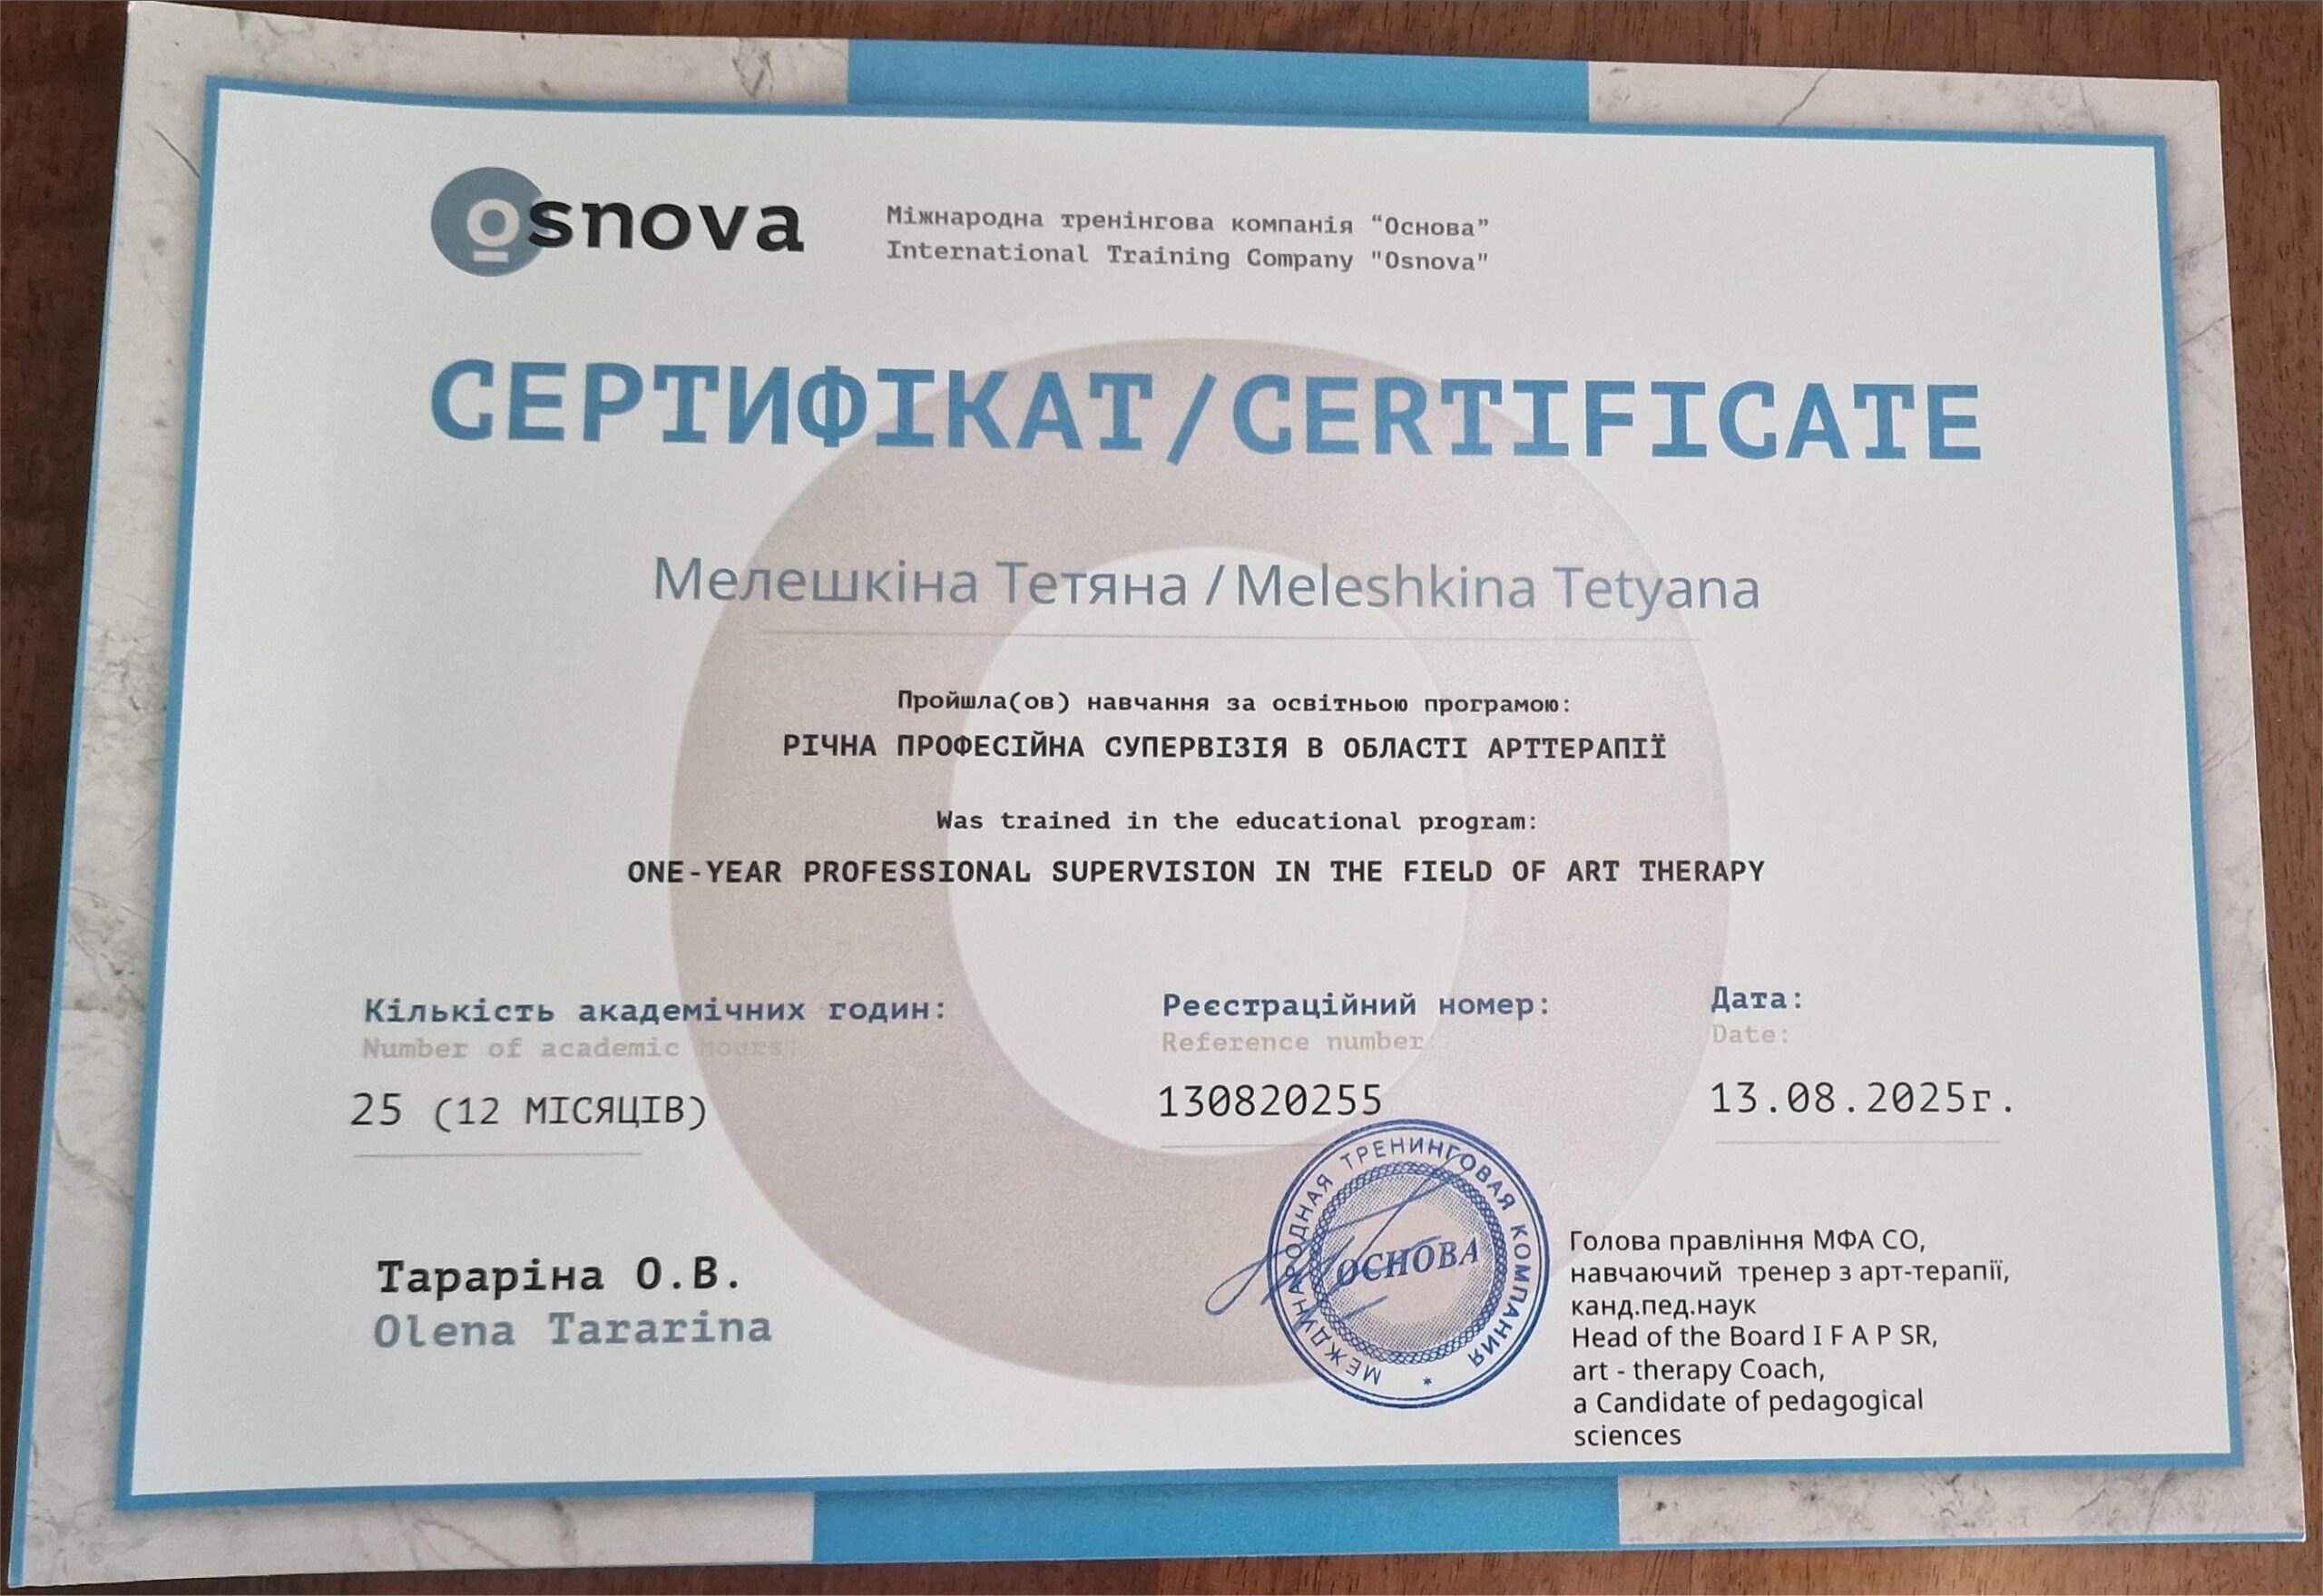 osnova
Міжнародна тренінгова компанія “Основа”
International Training Company "Osnova"
СЕРТИФІКАТ/CERTIFICATE
Мелешкіна Тетяна / Meleshkina Tetyana
Пройшла(ов) навчання за освітньою програмою:
РІЧНА ПРОФЕСІЙНА СУПЕРВІЗІЯ В ОБЛАСТІ АРТТЕРАПІЇ
Was trained in the educational program:
ONE-YEAR PROFESSIONAL SUPERVISION IN THE FIELD OF ART THERAPY
Кількість академічних годин:
Number of academic hours:
25 (12 МІСЯЦІВ)
Реєстраційний номер:
Reference number:
130820255
Дата:
Date:
13.08.2025г.
Тараріна О.В.
Olena Tararina
МЕЖДУНАРОДНАЯ ТРЕНИНГОВАЯ КОМПАНИЯ *
ОСНОВА
Голова правління МФА СО,
навчаючий тренер з арт-терапії,
канд.пед.наук
Head of the Board I F A P SR,
art - therapy Coach,
a Candidate of pedagogical
sciences